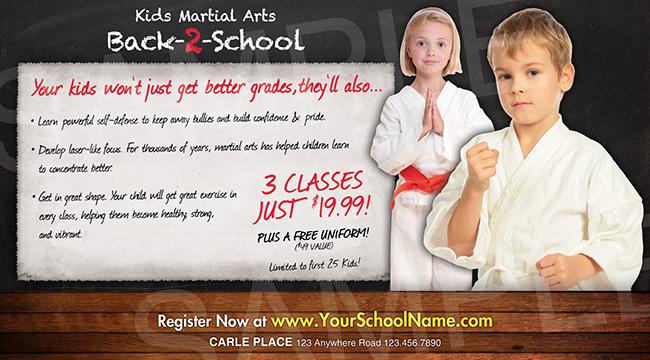 Kids Martial Arts
Back-2-School
Your kids won't just get better grades,they'll also...
• Learn powerful self-defense to keep away bullies and build confidence & pride.
• Develop laser-like focus. For thousands of years, martial arts has helped children learn
to concentrate better.
• Get in great shape. Your child will get great exercise in
every class, helping them become healthy, strong,
and vibrant.
3 CLASSES
JUST $19.99!
PLUS A FREE UNIFORM!
($49 VALUE)
Limited to first 25 Kids!
Register Now at www.YourSchoolName.com
CARLE PLACE 123 Anywhere Road 123.456.7890
SAMPLE
SAMPLE